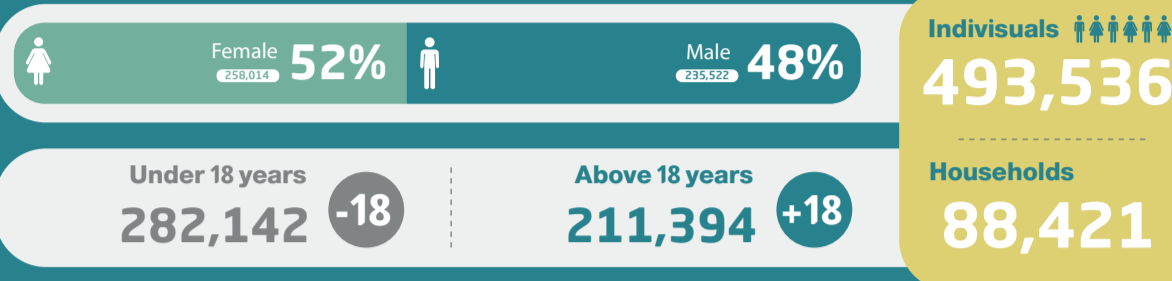 Female 52%
258,014
Male 48%
235,522
Indivisuals
493,536
Under 18 years
282,142 -18
Above 18 years
211,394 +18
Households
88,421